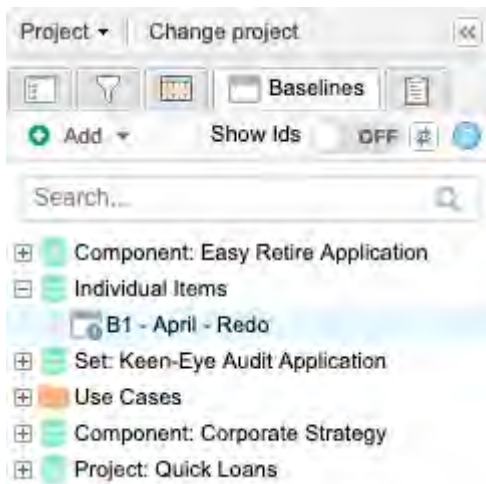 Project Change project
Baselines
Add Show Ids OFF
Search...
Component: Easy Retire Application
Individual Items
B1 - April - Redo
Set: Keen-Eye Audit Application
Use Cases
Component: Corporate Strategy
Project: Quick Loans